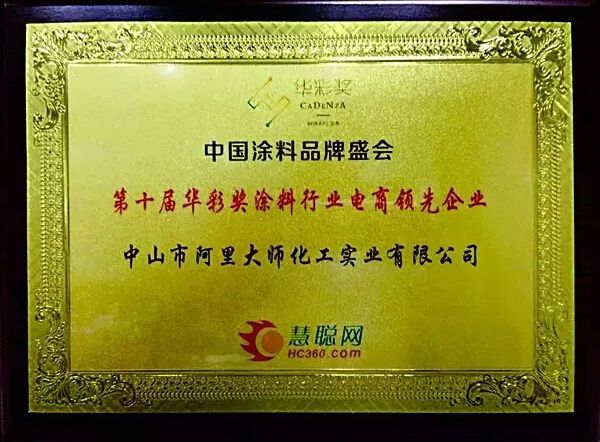 华彩奖
CADENZA
中国涂料品牌盛会
第十届华彩奖涂料行业电商领先企业
中山市阿里大师化工实业有限公司
慧聪网
HC360.com